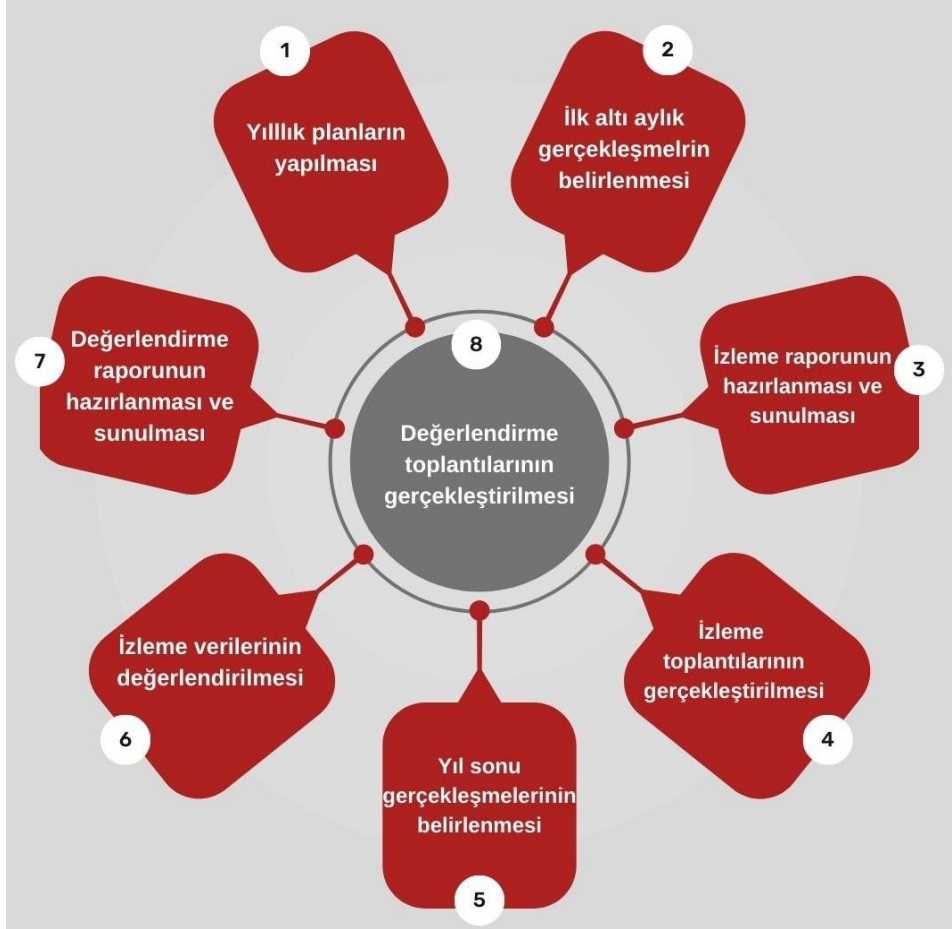 1
Yılllık planların
yapılması
2
İlk altı aylık
gerçekleşmelrin
belirlenmesi
3
İzleme raporunun
hazırlanması ve
sunulması
4
İzleme
toplantılarının
gerçekleştirilmesi
5
Yıl sonu
gerçekleşmelerinin
belirlenmesi
6
İzleme verilerinin
değerlendirilmesi
7
Değerlendirme
raporunun
hazırlanması ve
sunulması
8
Değerlendirme
toplantılarının
gerçekleştirilmesi